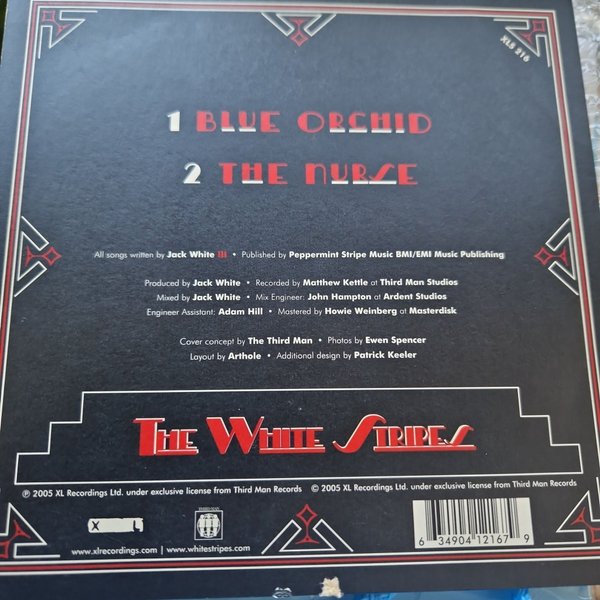 XLS 216
1 BLUE ORCHID
2 THE NURSE
All songs written by Jack White III • Published by Peppermint Stripe Music BMI/EMI Music Publishing
Produced by Jack White • Recorded by Matthew Kettle at Third Man Studios
Mixed by Jack White • Mix Engineer: John Hampton at Ardent Studios
Engineer Assistant: Adam Hill • Mastered by Howie Weinberg at Masterdisk
Cover concept by The Third Man • Photos by Ewen Spencer
Layout by Arthole • Additional design by Patrick Keeler
THE WHITE STRIPES
℗ 2005 XL Recordings Ltd. under exclusive license from Third Man Records © 2005 XL Recordings Ltd. under exclusive license from Third Man Records
X L
THIRD MAN
www.xlrecordings.com | www.whitestripes.com
6 34904 12167 9